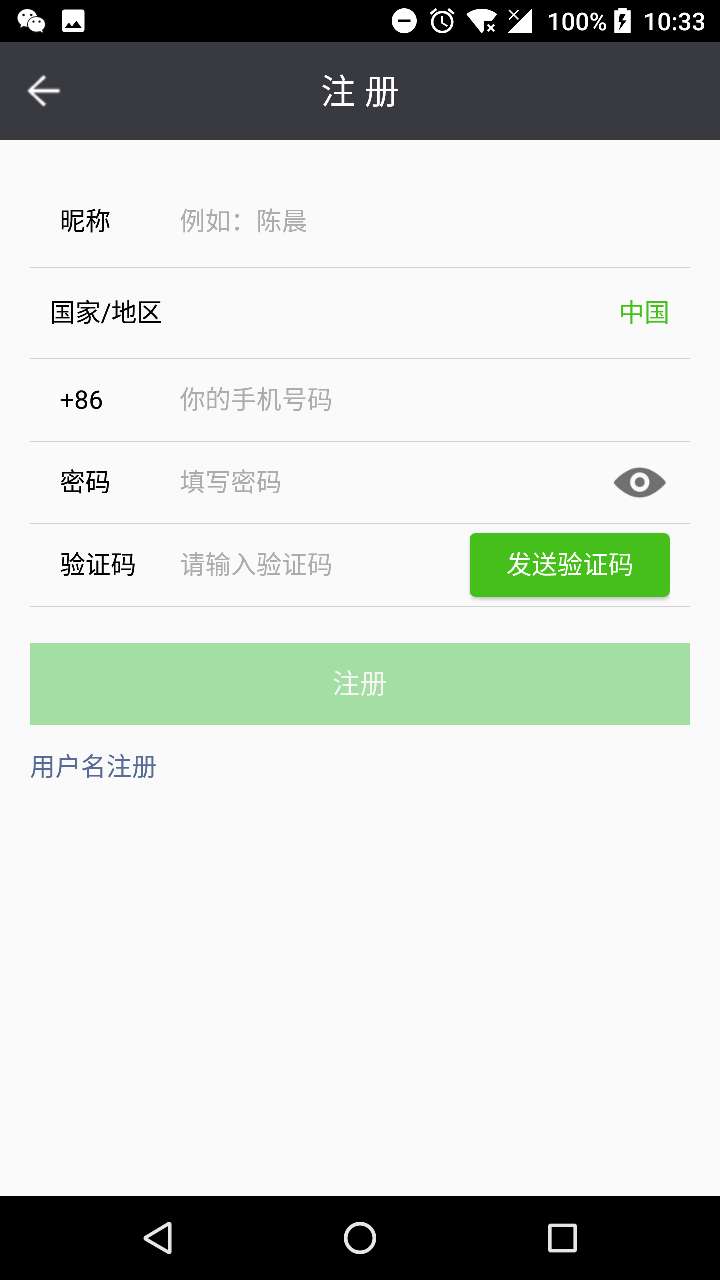 100% 10:33
注 册
昵称 例如：陈晨
国家/地区 中国
+86 你的手机号码
密码 填写密码
验证码 请输入验证码 发送验证码
注册
用户名注册